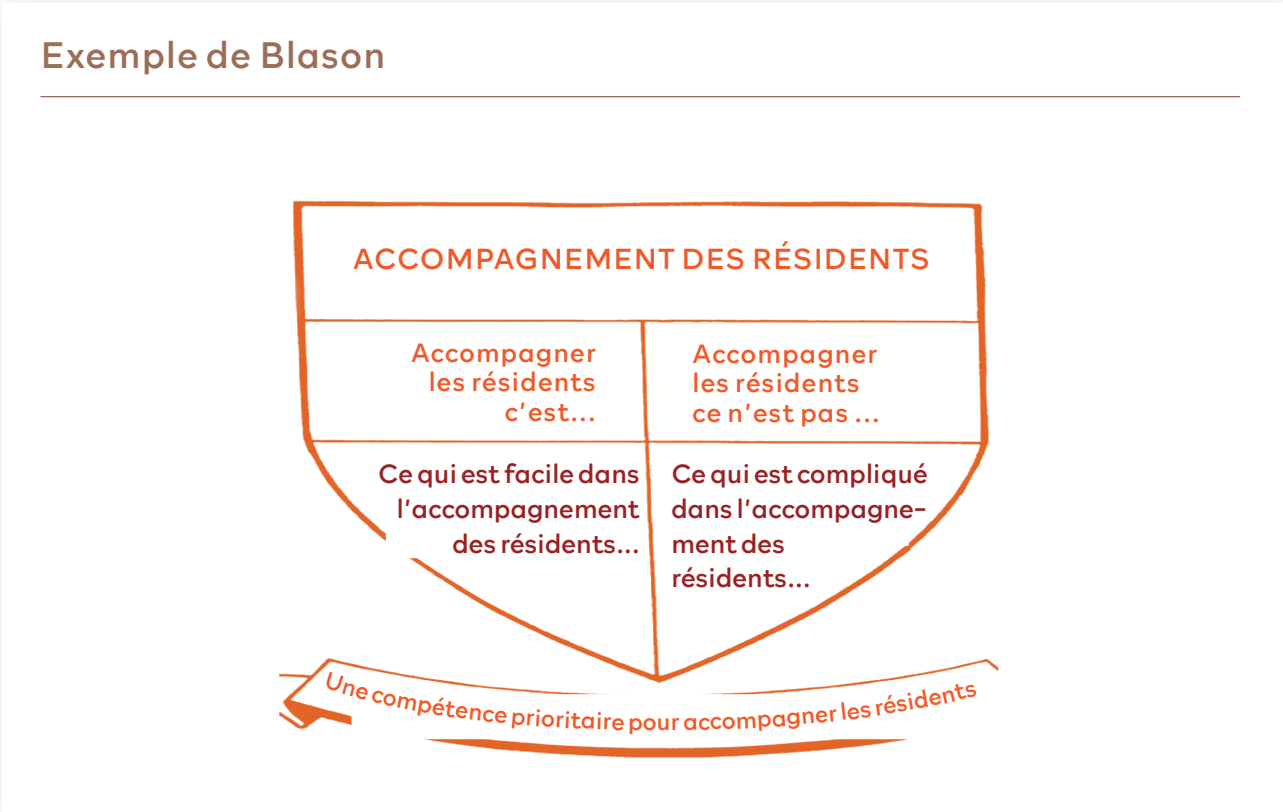 Exemple de Blason
ACCOMPAGNEMENT DES RÉSIDENTS
Accompagner
les résidents
c'est...
Accompagner
les résidents
ce n'est pas ...
Ce qui est facile dans
l'accompagnement
des résidents...
Ce qui est compliqué
dans l'accompagne-
ment des
résidents...
Une compétence prioritaire pour accompagner les résidents